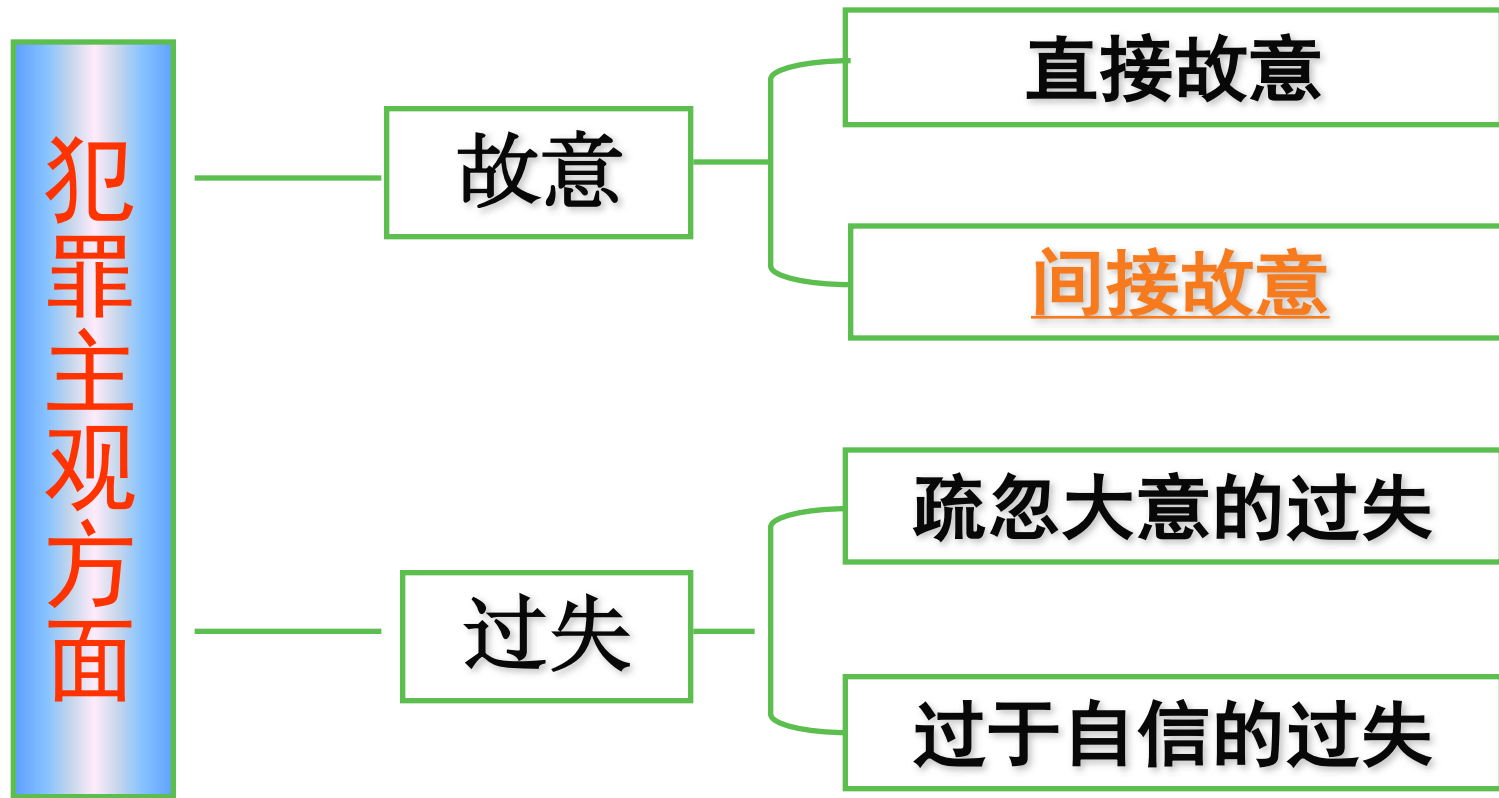 犯罪主观方面
故意
直接故意
间接故意
过失
疏忽大意的过失
过于自信的过失